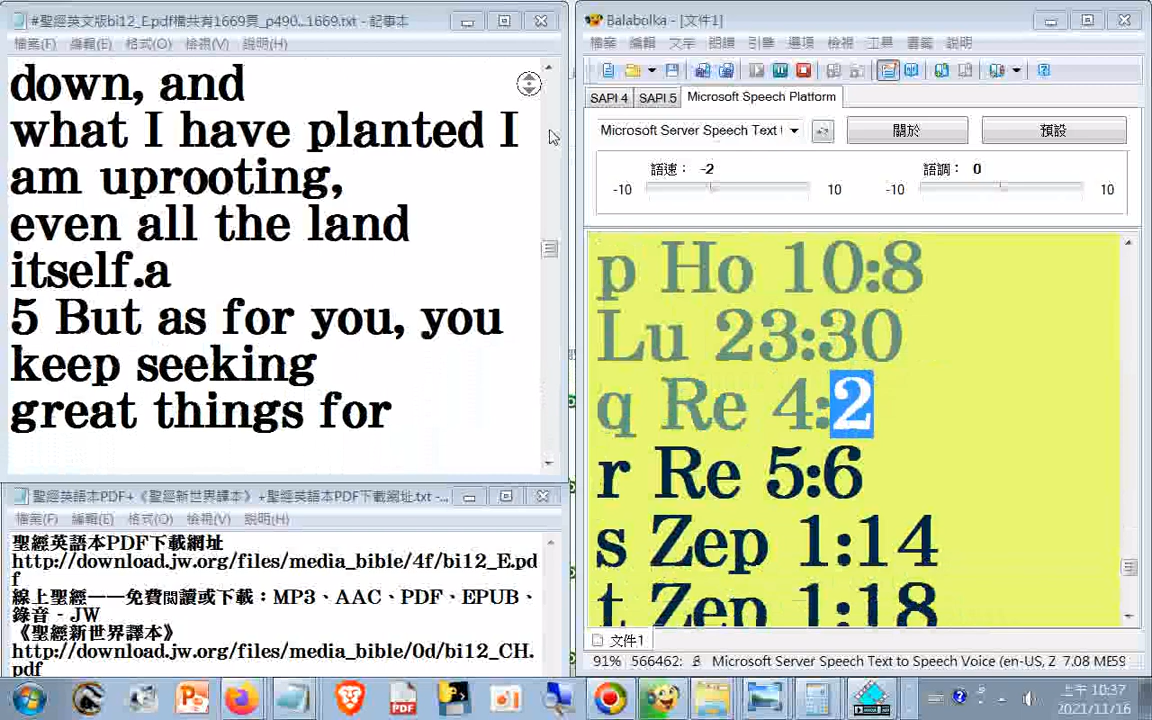 #聖經英文版bi12_E.pdf檔共有1669頁_p490...1669.txt - 記事本
檔案(F) 編輯(E) 格式(O) 檢視(V) 說明(H)
down, and
what I have planted I
am uprooting,
even all the land
itself.a
5 But as for you, you
keep seeking
great things for
聖經英語本PDF+《聖經新世界譯本》+聖經英語本PDF下載網址.txt -...
檔案(F) 編輯(E) 格式(O) 檢視(V) 說明(H)
聖經英語本PDF下載網址
http://download.jw.org/files/media_bible/4f/bi12_E.pd
f
線上聖經——免費閱讀或下載：MP3、AAC、PDF、EPUB、
錄音 - JW
《聖經新世界譯本》
http://download.jw.org/files/media_bible/0d/bi12_CH.
pdf
Balabolka - [文件1]
檔案 編輯 文字 朗讀 引擎 選項 檢視 工具 書籤 說明
SAPI 4 SAPI 5 Microsoft Speech Platform
Microsoft Server Speech Text 關於 預設
語速： -2 語調： 0
-10 10 -10 10
p Ho 10:8
Lu 23:30
q Re 4:2
r Re 5:6
s Zep 1:14
t Zep 1:18
文件1
91% 566462: Microsoft Server Speech Text to Speech Voice (en-US, Z 7.08 ME
上午 10:37
2021/11/16